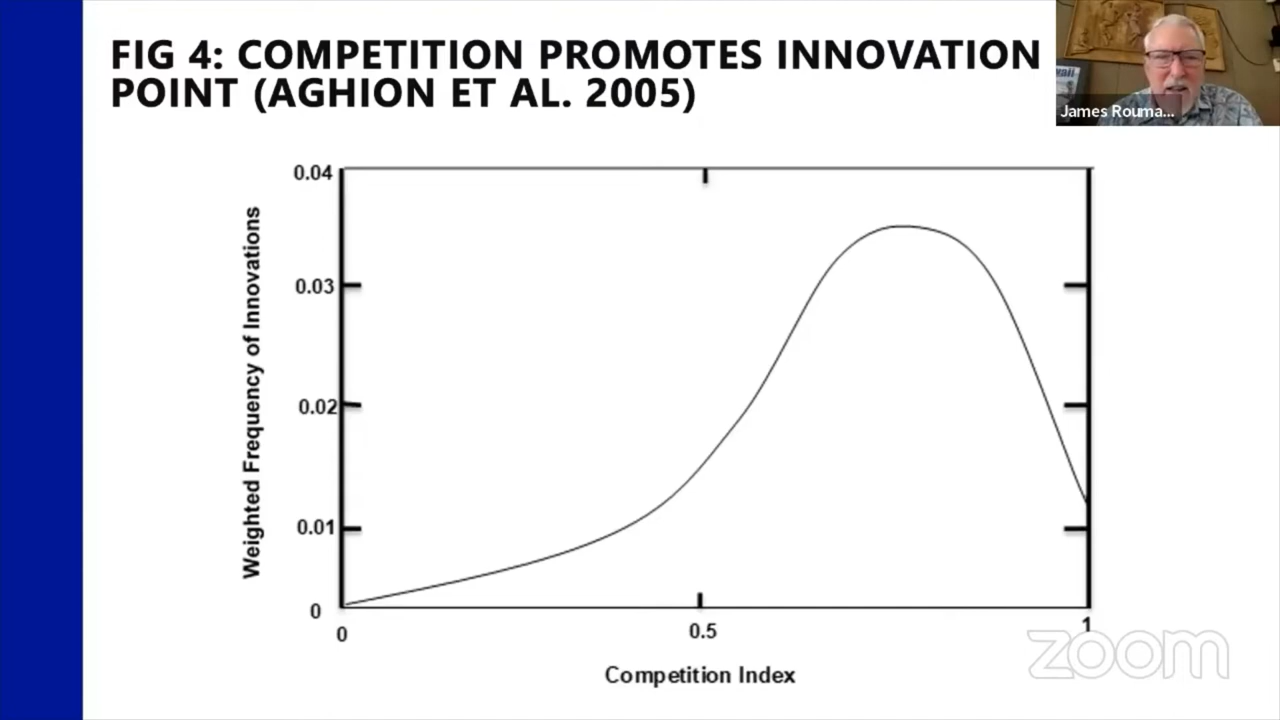 FIG 4: COMPETITION PROMOTES INNOVATION
POINT (AGHION ET AL. 2005)
James Rouma...
0.04
0.03
0.02
0.01
0
Weighted Frequency of Innovations
0
0.5
1
Competition Index
zoom